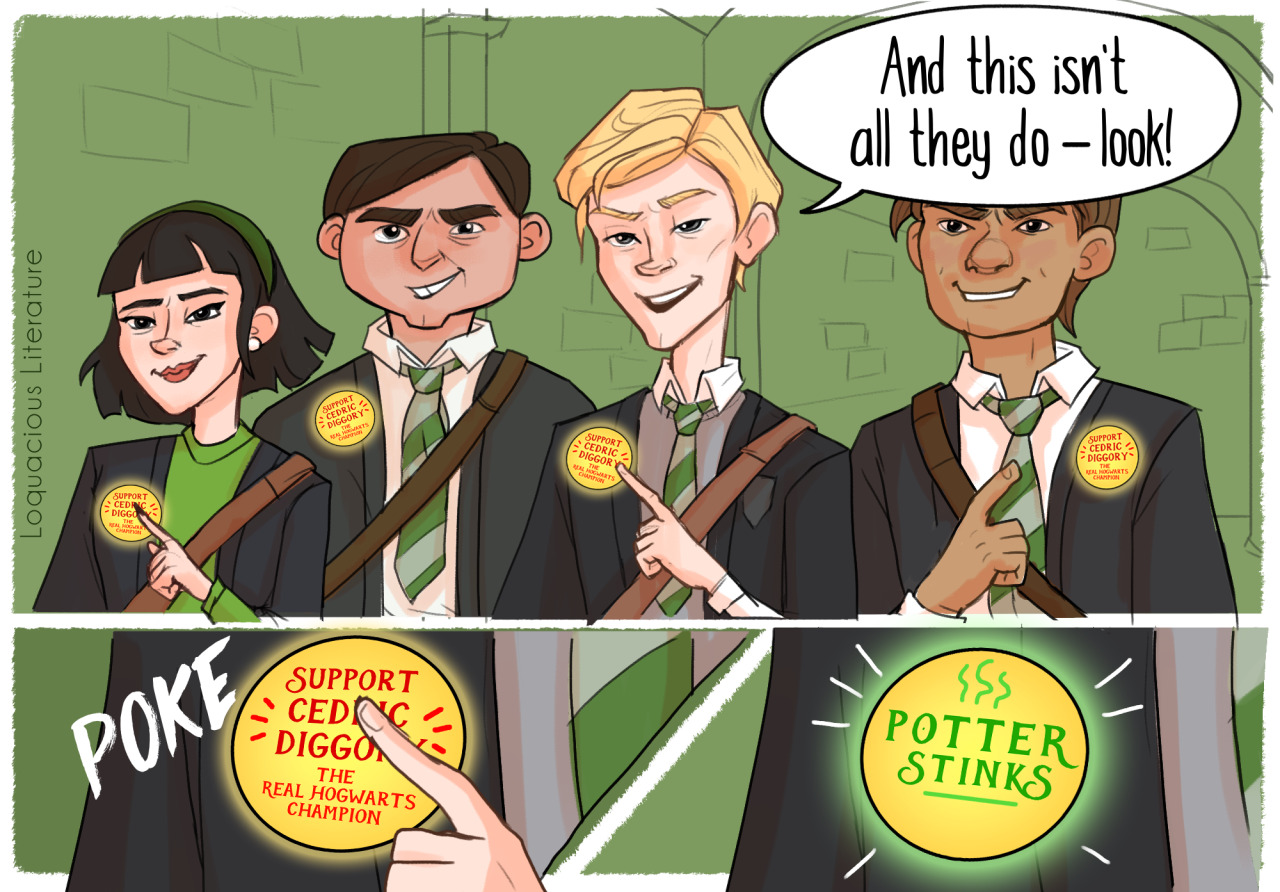 And this isn't
all they do – look!
Loquacious Literature
SUPPORT
CEDRIC
DIGGORY
THE
REAL HOGWARTS
CHAMPION
SUPPORT
CEDRIC
DIGGORY
THE
REAL HOGWARTS
CHAMPION
SUPPORT
CEDRIC
DIGGORY
THE
REAL HOGWARTS
CHAMPION
SUPPORT
CEDRIC
DIGGORY
THE
REAL HOGWARTS
CHAMPION
POKE
SUPPORT
CEDRIC
DIGGORY
THE
REAL HOGWARTS
CHAMPION
POTTER
STINKS